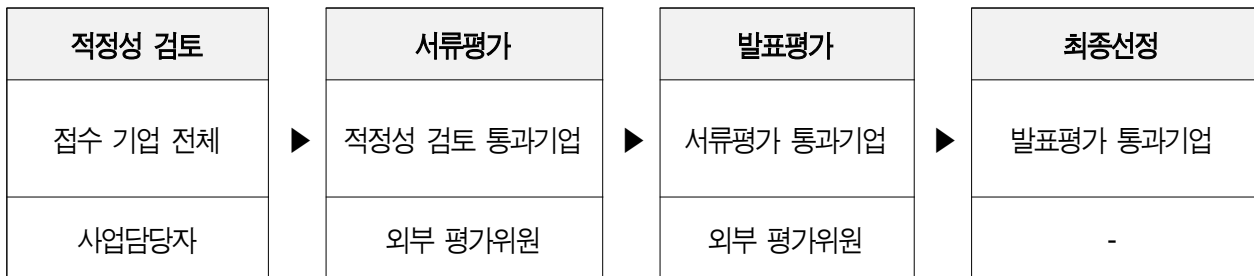 적정성 검토 서류평가 발표평가 최종선정
접수 기업 전체 ▶ 적정성 검토 통과기업 ▶ 서류평가 통과기업 ▶ 발표평가 통과기업
사업담당자 외부 평가위원 외부 평가위원 -